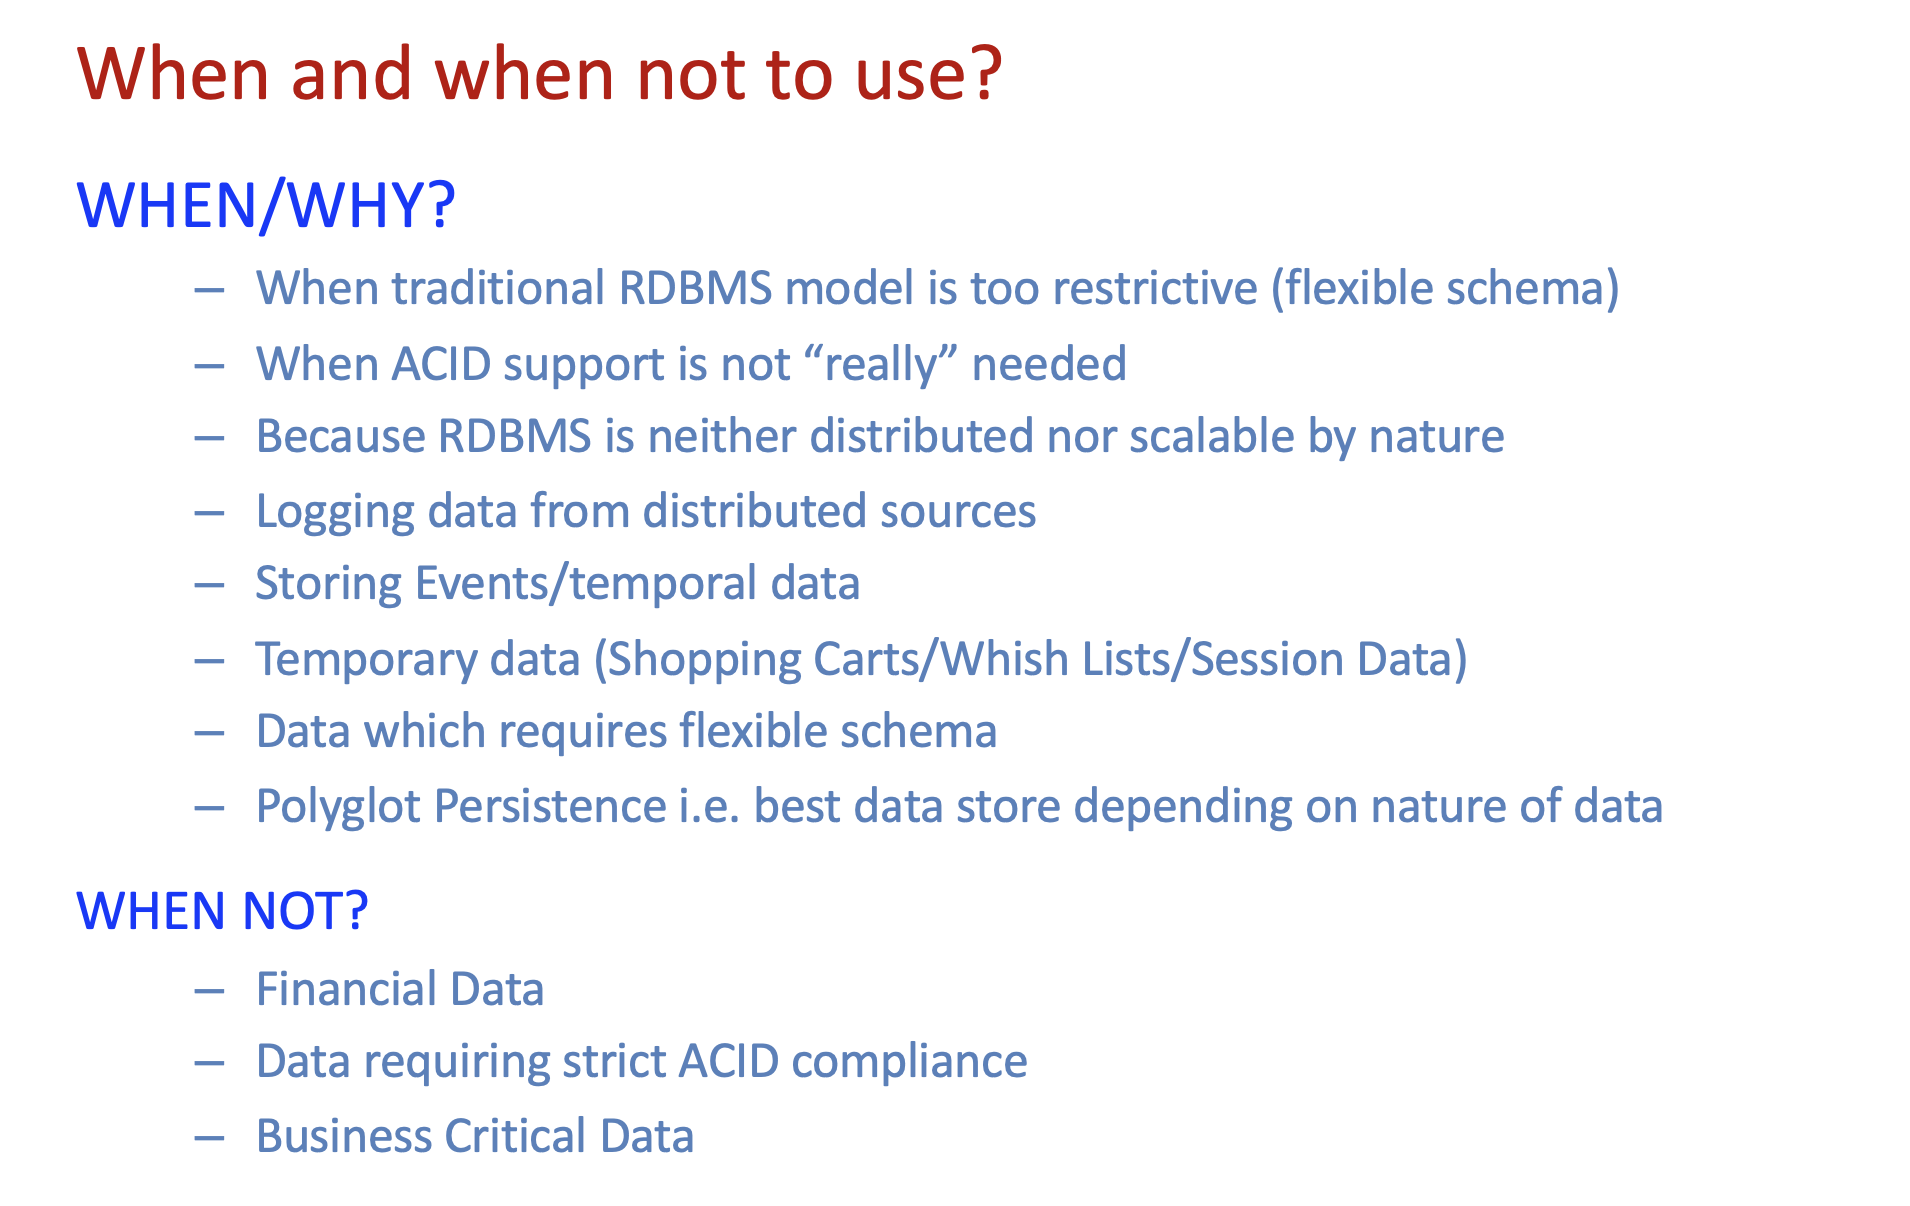 When and when not to use?
WHEN/WHY?
– When traditional RDBMS model is too restrictive (flexible schema)
– When ACID support is not “really” needed
– Because RDBMS is neither distributed nor scalable by nature
– Logging data from distributed sources
– Storing Events/temporal data
– Temporary data (Shopping Carts/Whish Lists/Session Data)
– Data which requires flexible schema
– Polyglot Persistence i.e. best data store depending on nature of data
WHEN NOT?
– Financial Data
– Data requiring strict ACID compliance
– Business Critical Data